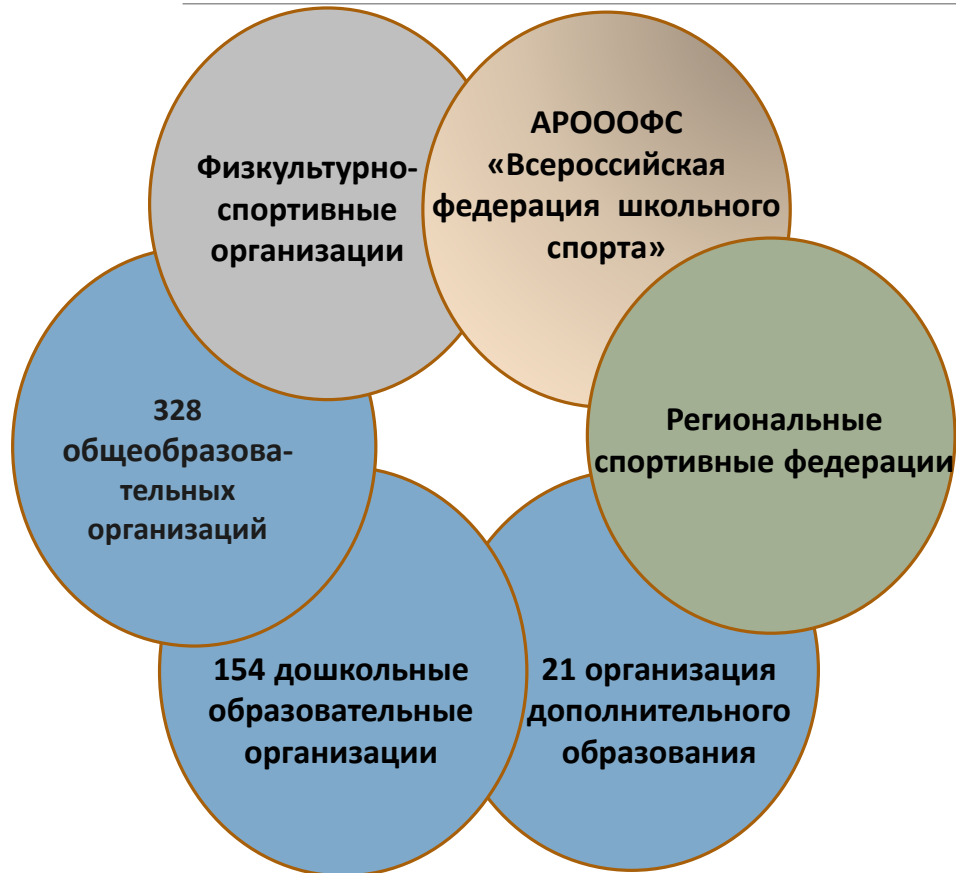 Физкультурно-
спортивные
организации
АРОООФС
«Всероссийская
федерация школьного
спорта»
Региональные
спортивные федерации
328
общеобразова-
тельных
организаций
154 дошкольные
образовательные
организации
21 организация
дополнительного
образования